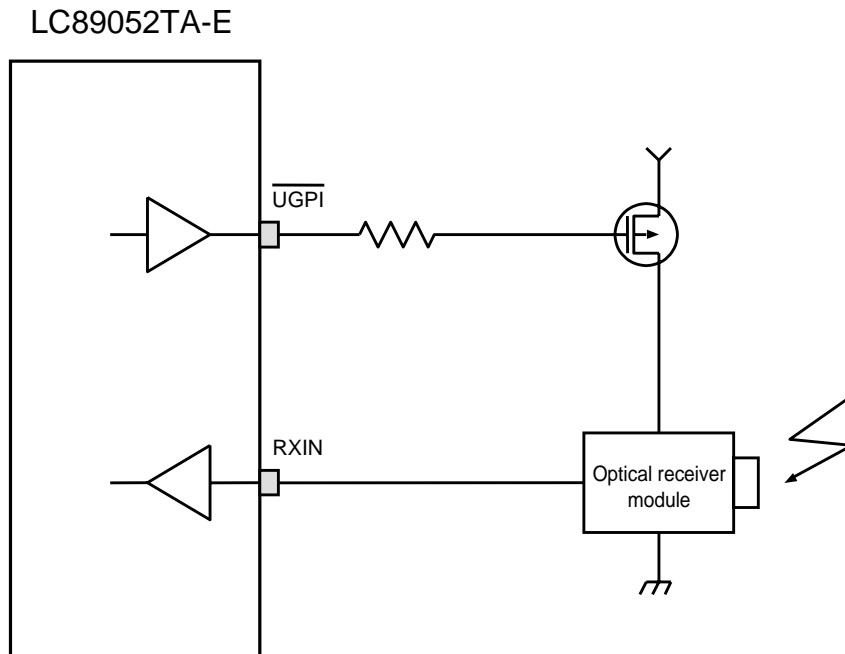 LC89052TA-E
UGPI
RXIN
Optical receiver
module